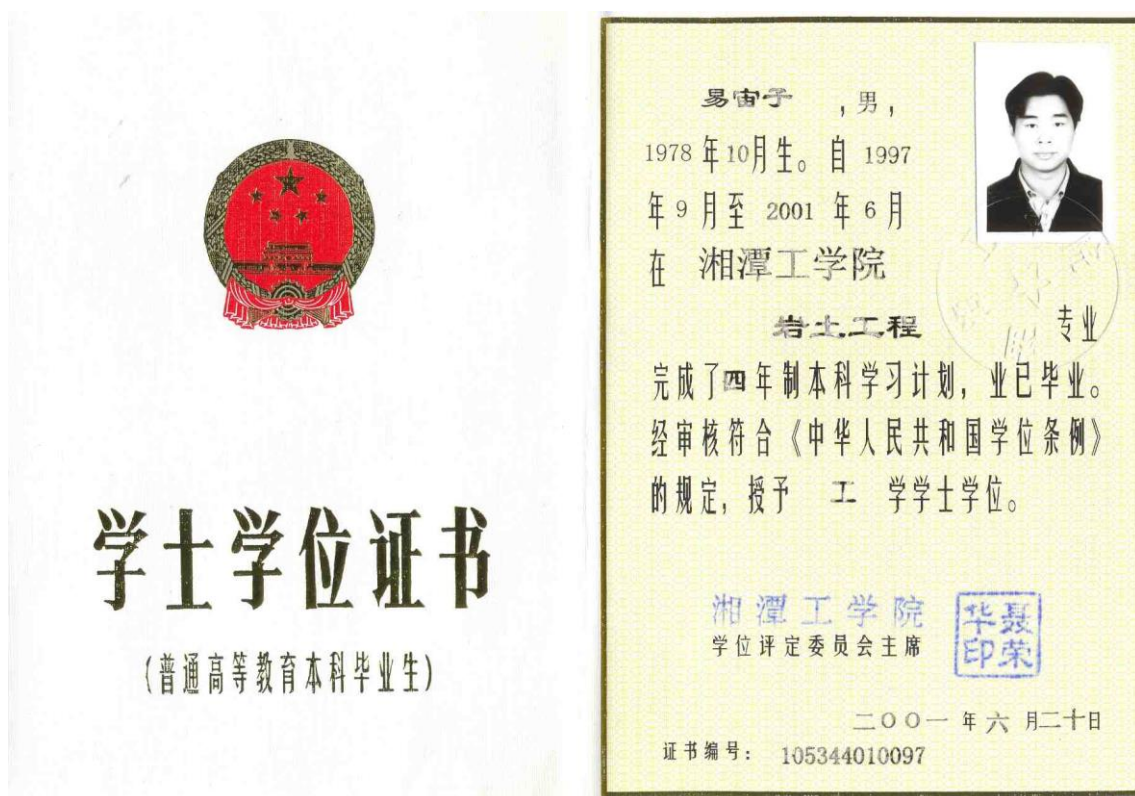 学士学位证书
（普通高等教育本科毕业生）
易宙子，男，
1978 年 10 月生。自 1997
年 9 月至 2001 年 6 月
在 湘潭工学院
岩土工程 专业
完成了四年制本科学习计划，业已毕业。
经审核符合《中华人民共和国学位条例》
的规定，授予 工 学学士学位。
湘潭工学院
学位评定委员会主席
聂荣华印
二〇〇一 年 六 月 二十 日
证书编号： 105344010097